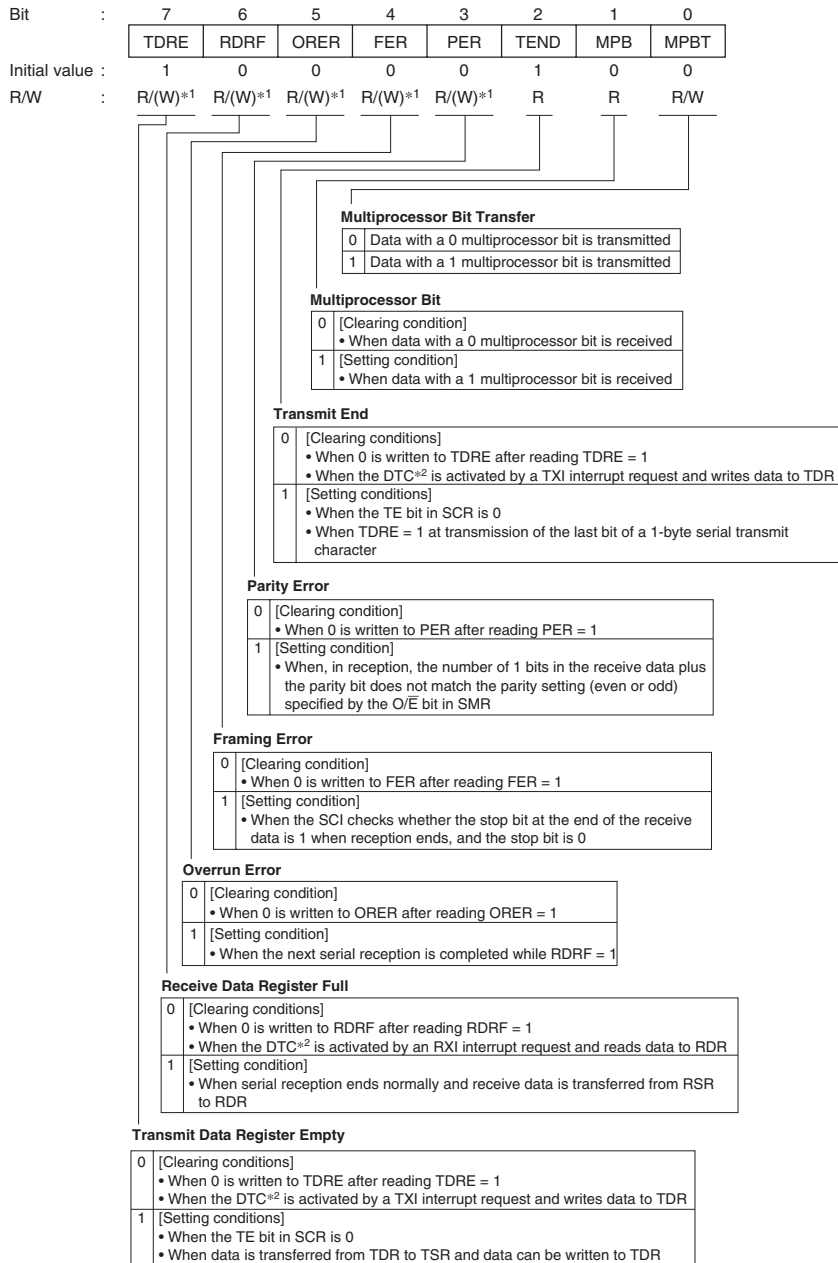 Bit : 7 6 5 4 3 2 1 0
TDRE RDRF ORER FER PER TEND MPB MPBT
Initial value : 1 0 0 0 0 1 0 0
R/W : R/(W)*1 R/(W)*1 R/(W)*1 R/(W)*1 R/(W)*1 R R R/W
Multiprocessor Bit Transfer
0 Data with a 0 multiprocessor bit is transmitted
1 Data with a 1 multiprocessor bit is transmitted
Multiprocessor Bit
0 [Clearing condition]
• When data with a 0 multiprocessor bit is received
1 [Setting condition]
• When data with a 1 multiprocessor bit is received
Transmit End
0 [Clearing conditions]
• When 0 is written to TDRE after reading TDRE = 1
• When the DTC*2 is activated by a TXI interrupt request and writes data to TDR
1 [Setting conditions]
• When the TE bit in SCR is 0
• When TDRE = 1 at transmission of the last bit of a 1-byte serial transmit
character
Parity Error
0 [Clearing condition]
• When 0 is written to PER after reading PER = 1
1 [Setting condition]
• When, in reception, the number of 1 bits in the receive data plus
the parity bit does not match the parity setting (even or odd)
specified by the O/E̅ bit in SMR
Framing Error
0 [Clearing condition]
• When 0 is written to FER after reading FER = 1
1 [Setting condition]
• When the SCI checks whether the stop bit at the end of the receive
data is 1 when reception ends, and the stop bit is 0
Overrun Error
0 [Clearing condition]
• When 0 is written to ORER after reading ORER = 1
1 [Setting condition]
• When the next serial reception is completed while RDRF = 1
Receive Data Register Full
0 [Clearing conditions]
• When 0 is written to RDRF after reading RDRF = 1
• When the DTC*2 is activated by an RXI interrupt request and reads data to RDR
1 [Setting condition]
• When serial reception ends normally and receive data is transferred from RSR
to RDR
Transmit Data Register Empty
0 [Clearing conditions]
• When 0 is written to TDRE after reading TDRE = 1
• When the DTC*2 is activated by a TXI interrupt request and writes data to TDR
1 [Setting conditions]
• When the TE bit in SCR is 0
• When data is transferred from TDR to TSR and data can be written to TDR